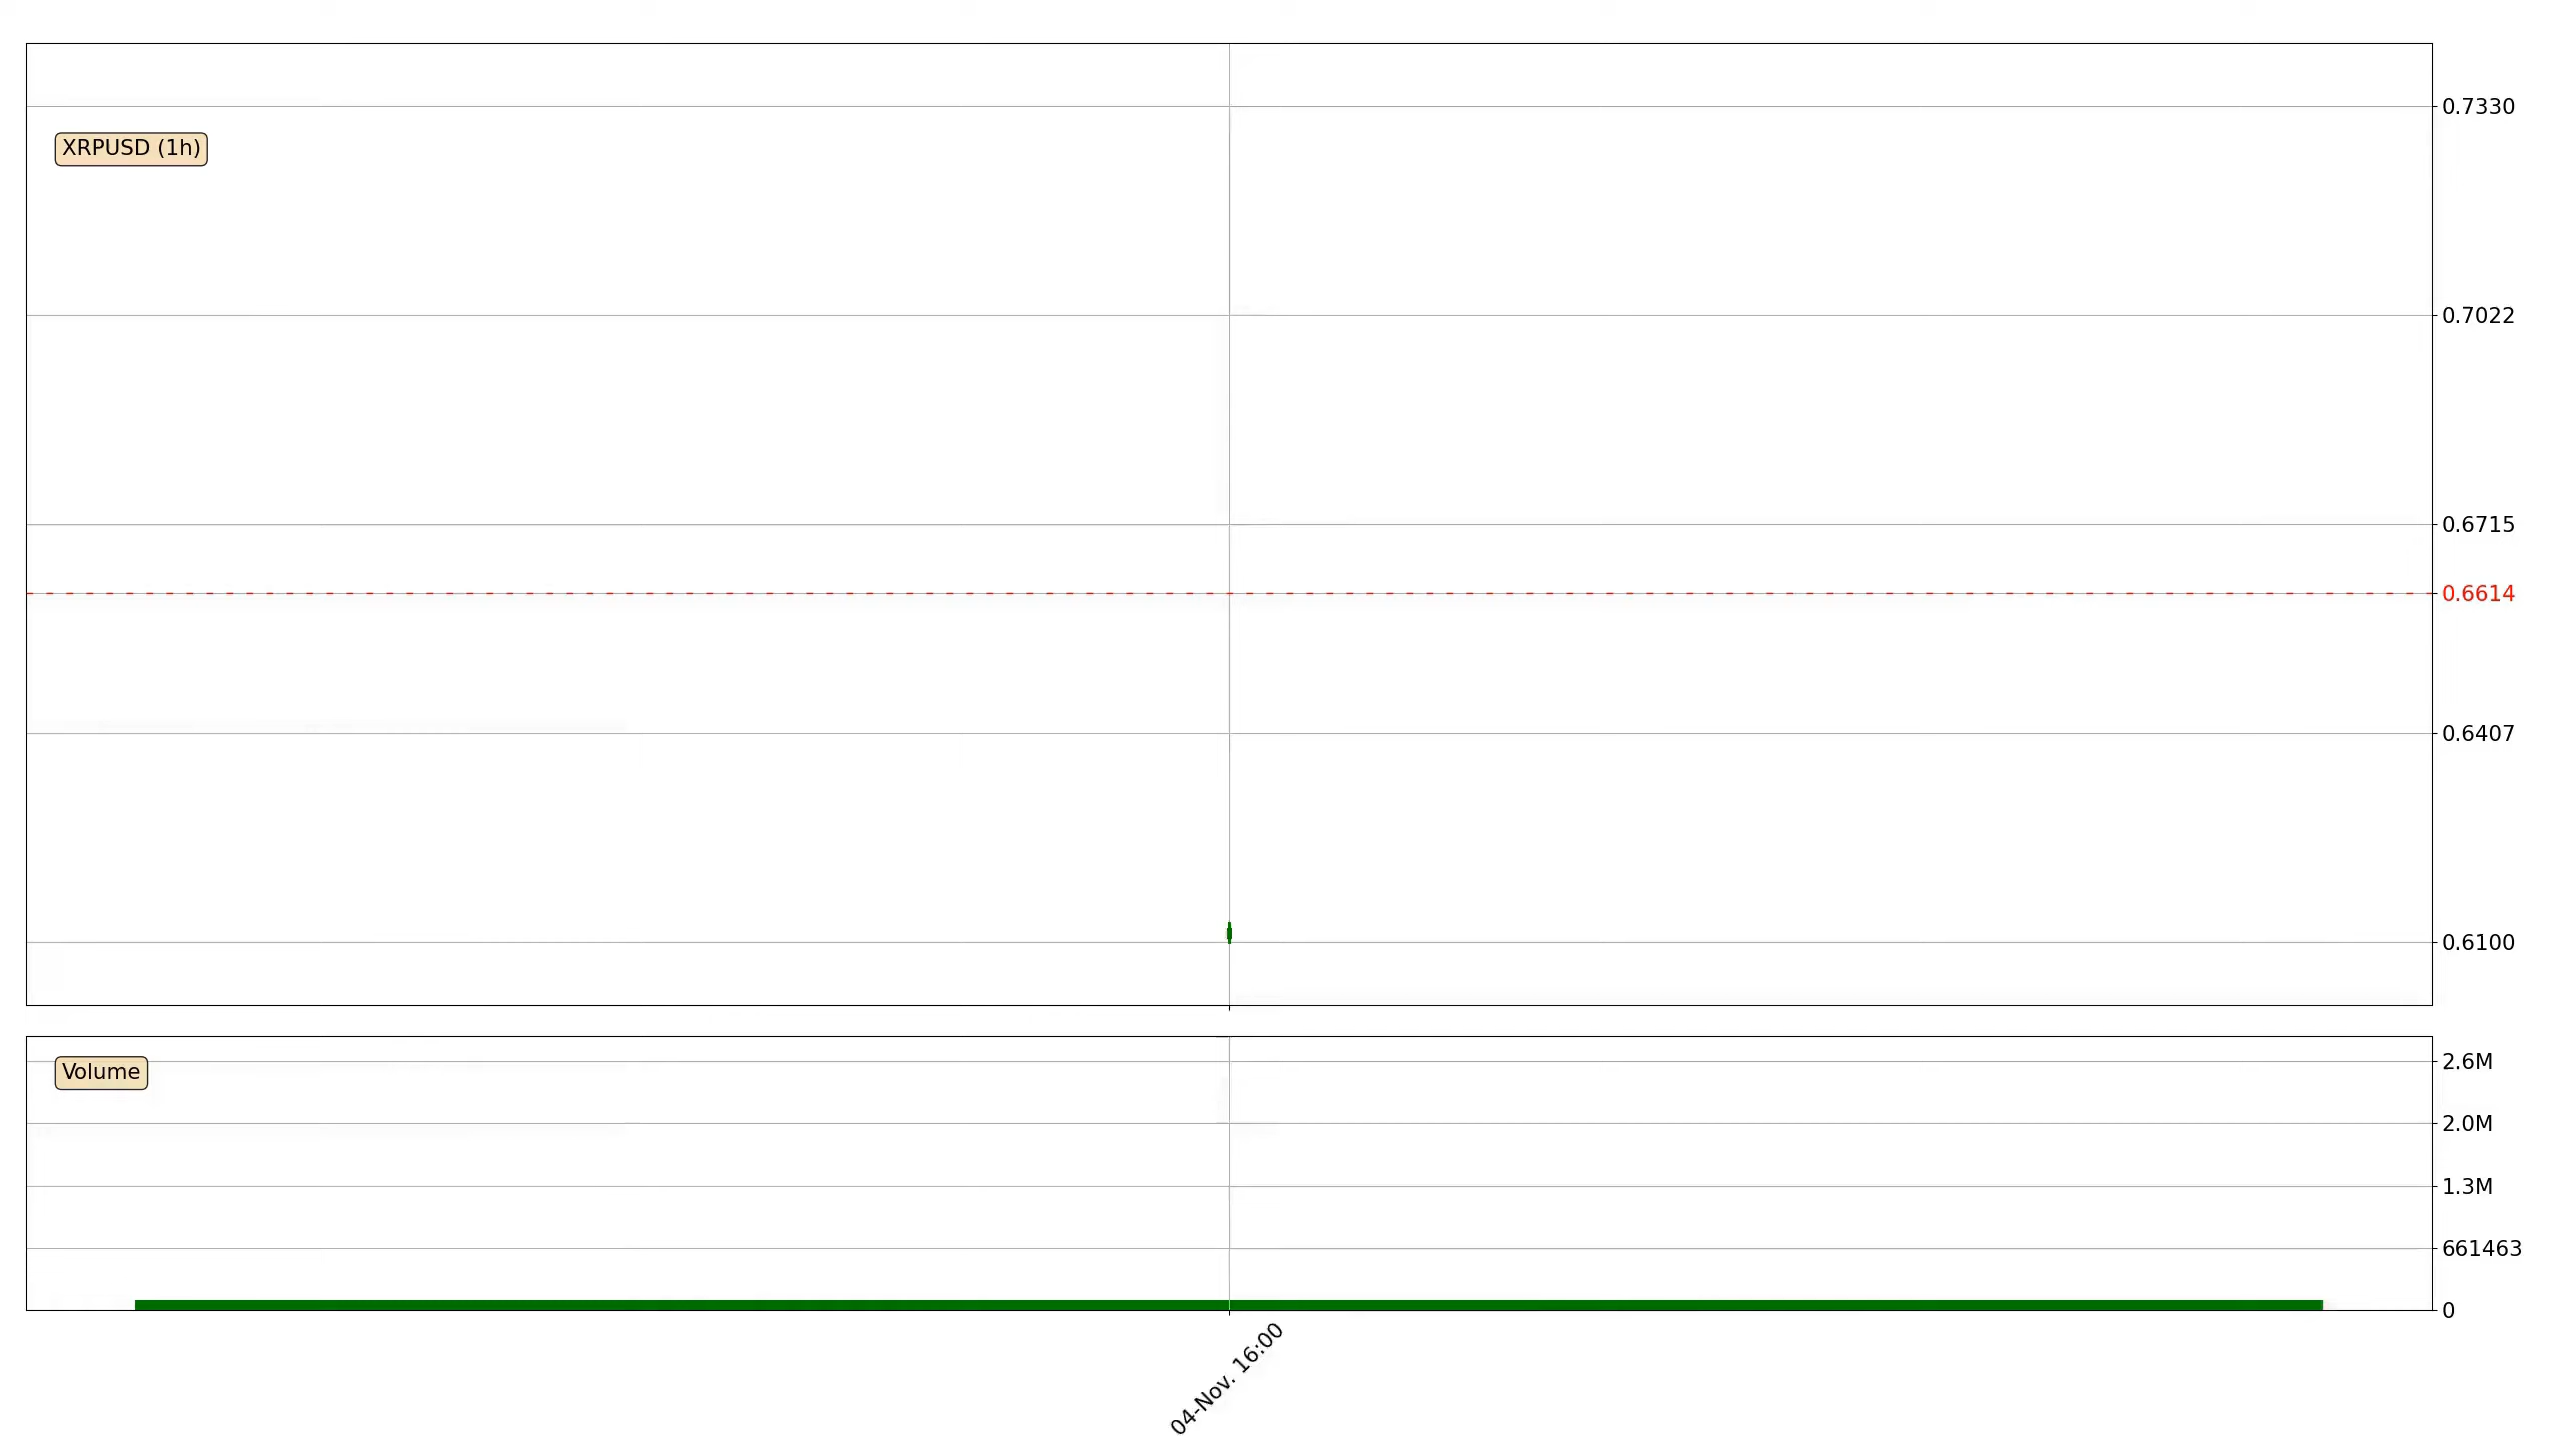 0.7330
XRPUSD (1h)
0.7022
0.6715
0.6614
0.6407
0.6100
Volume
2.6M
2.0M
1.3M
661463
0
04-Nov. 16:00